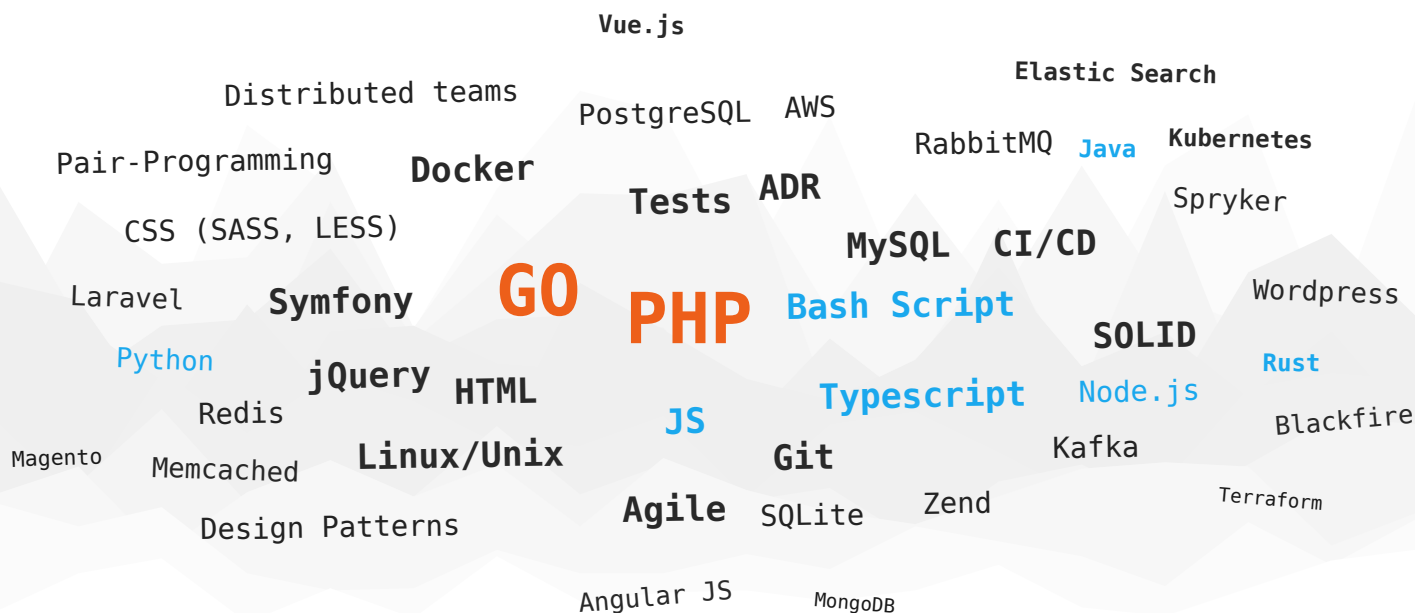 Vue.js
Elastic Search
Distributed teams
PostgreSQL
AWS
RabbitMQ
Java
Kubernetes
Pair-Programming
Docker
Tests
ADR
Spryker
CSS (SASS, LESS)
MySQL
CI/CD
Laravel
Symfony
GO
PHP
Bash Script
Wordpress
SOLID
Python
Rust
jQuery
HTML
Typescript
Node.js
Redis
JS
Blackfire
Magento
Memcached
Linux/Unix
Git
Kafka
Agile
SQLite
Zend
Terraform
Design Patterns
Angular JS
MongoDB